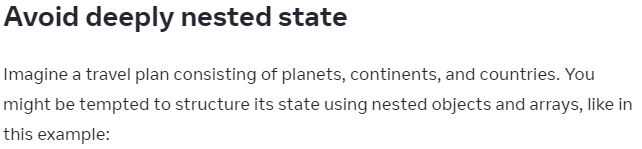 Avoid deeply nested state
Imagine a travel plan consisting of planets, continents, and countries. You
might be tempted to structure its state using nested objects and arrays, like in
this example: